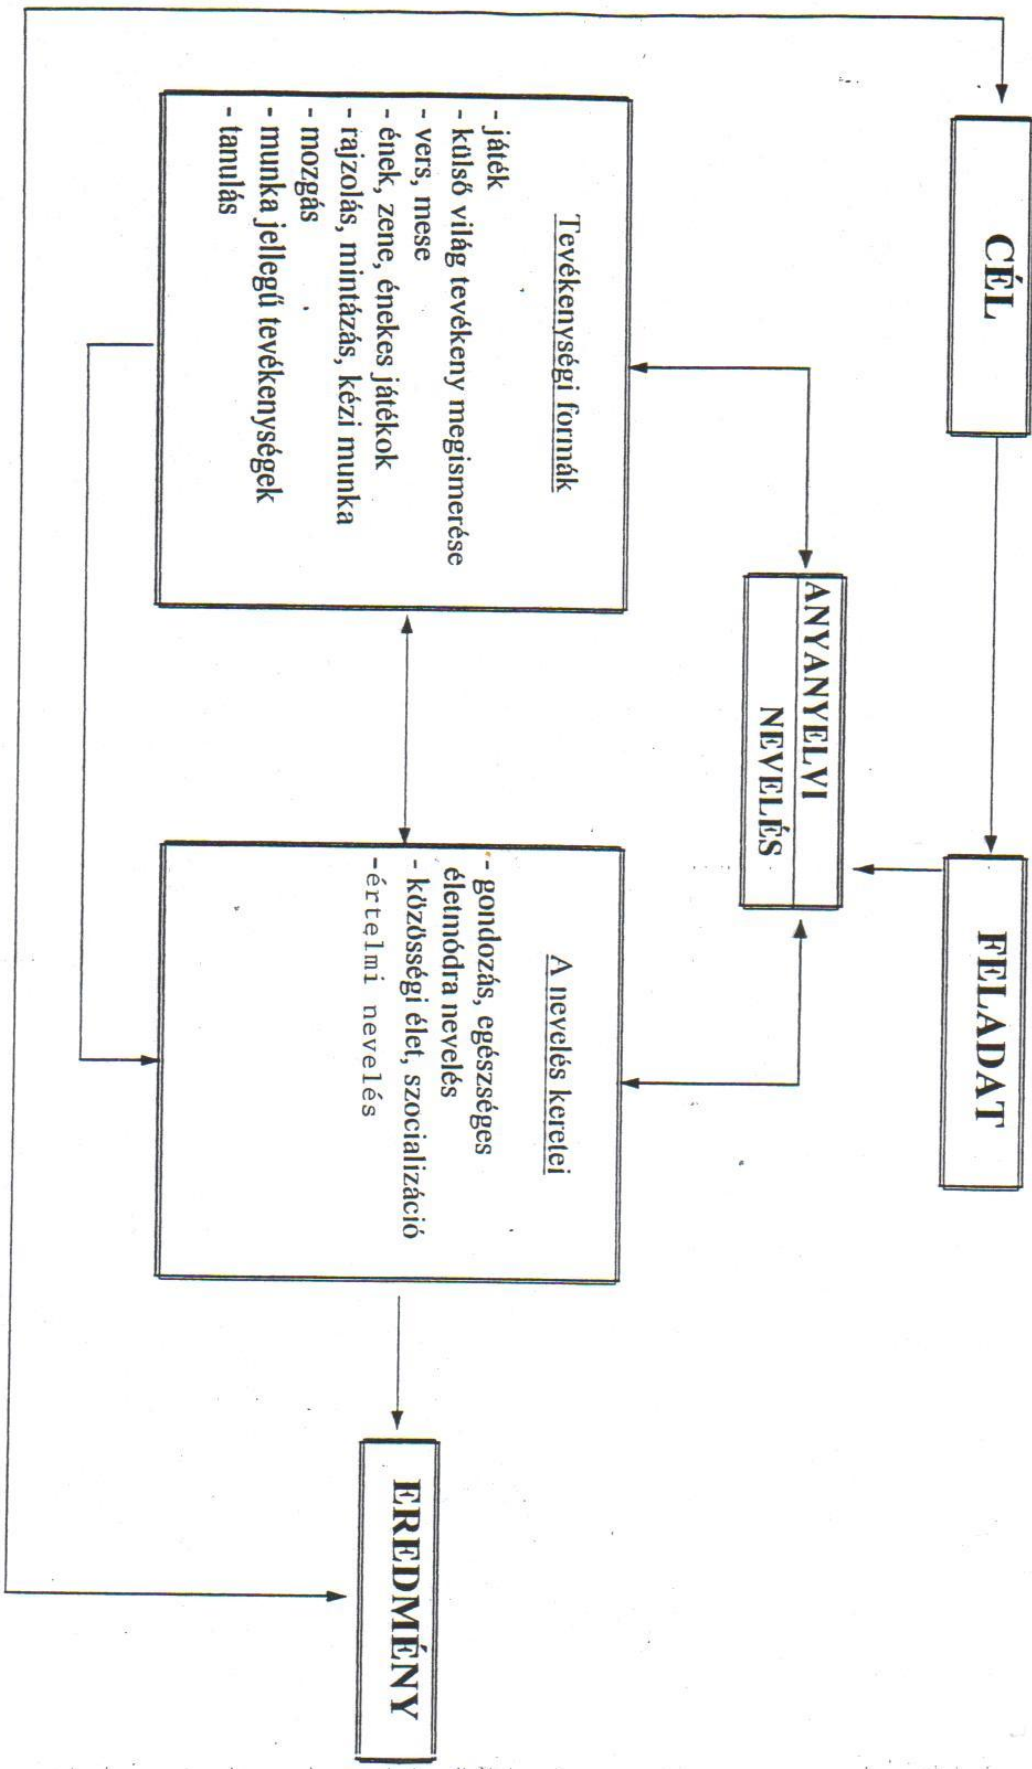 CÉL
FELADAT
ANYANYELVI
NEVELÉS
Tevékenységi formák
- játék
- külső világ tevékeny megismerése
- vers, mese
- ének, zene, énekes játékok
- rajzolás, mintázás, kézi munka
- mozgás
- munka jellegű tevékenységek
- tanulás
A nevelés keretei
- gondozás, egészséges
életmódra nevelés
- közösségi élet, szocializáció
-értelmi nevelés
EREDMÉNY